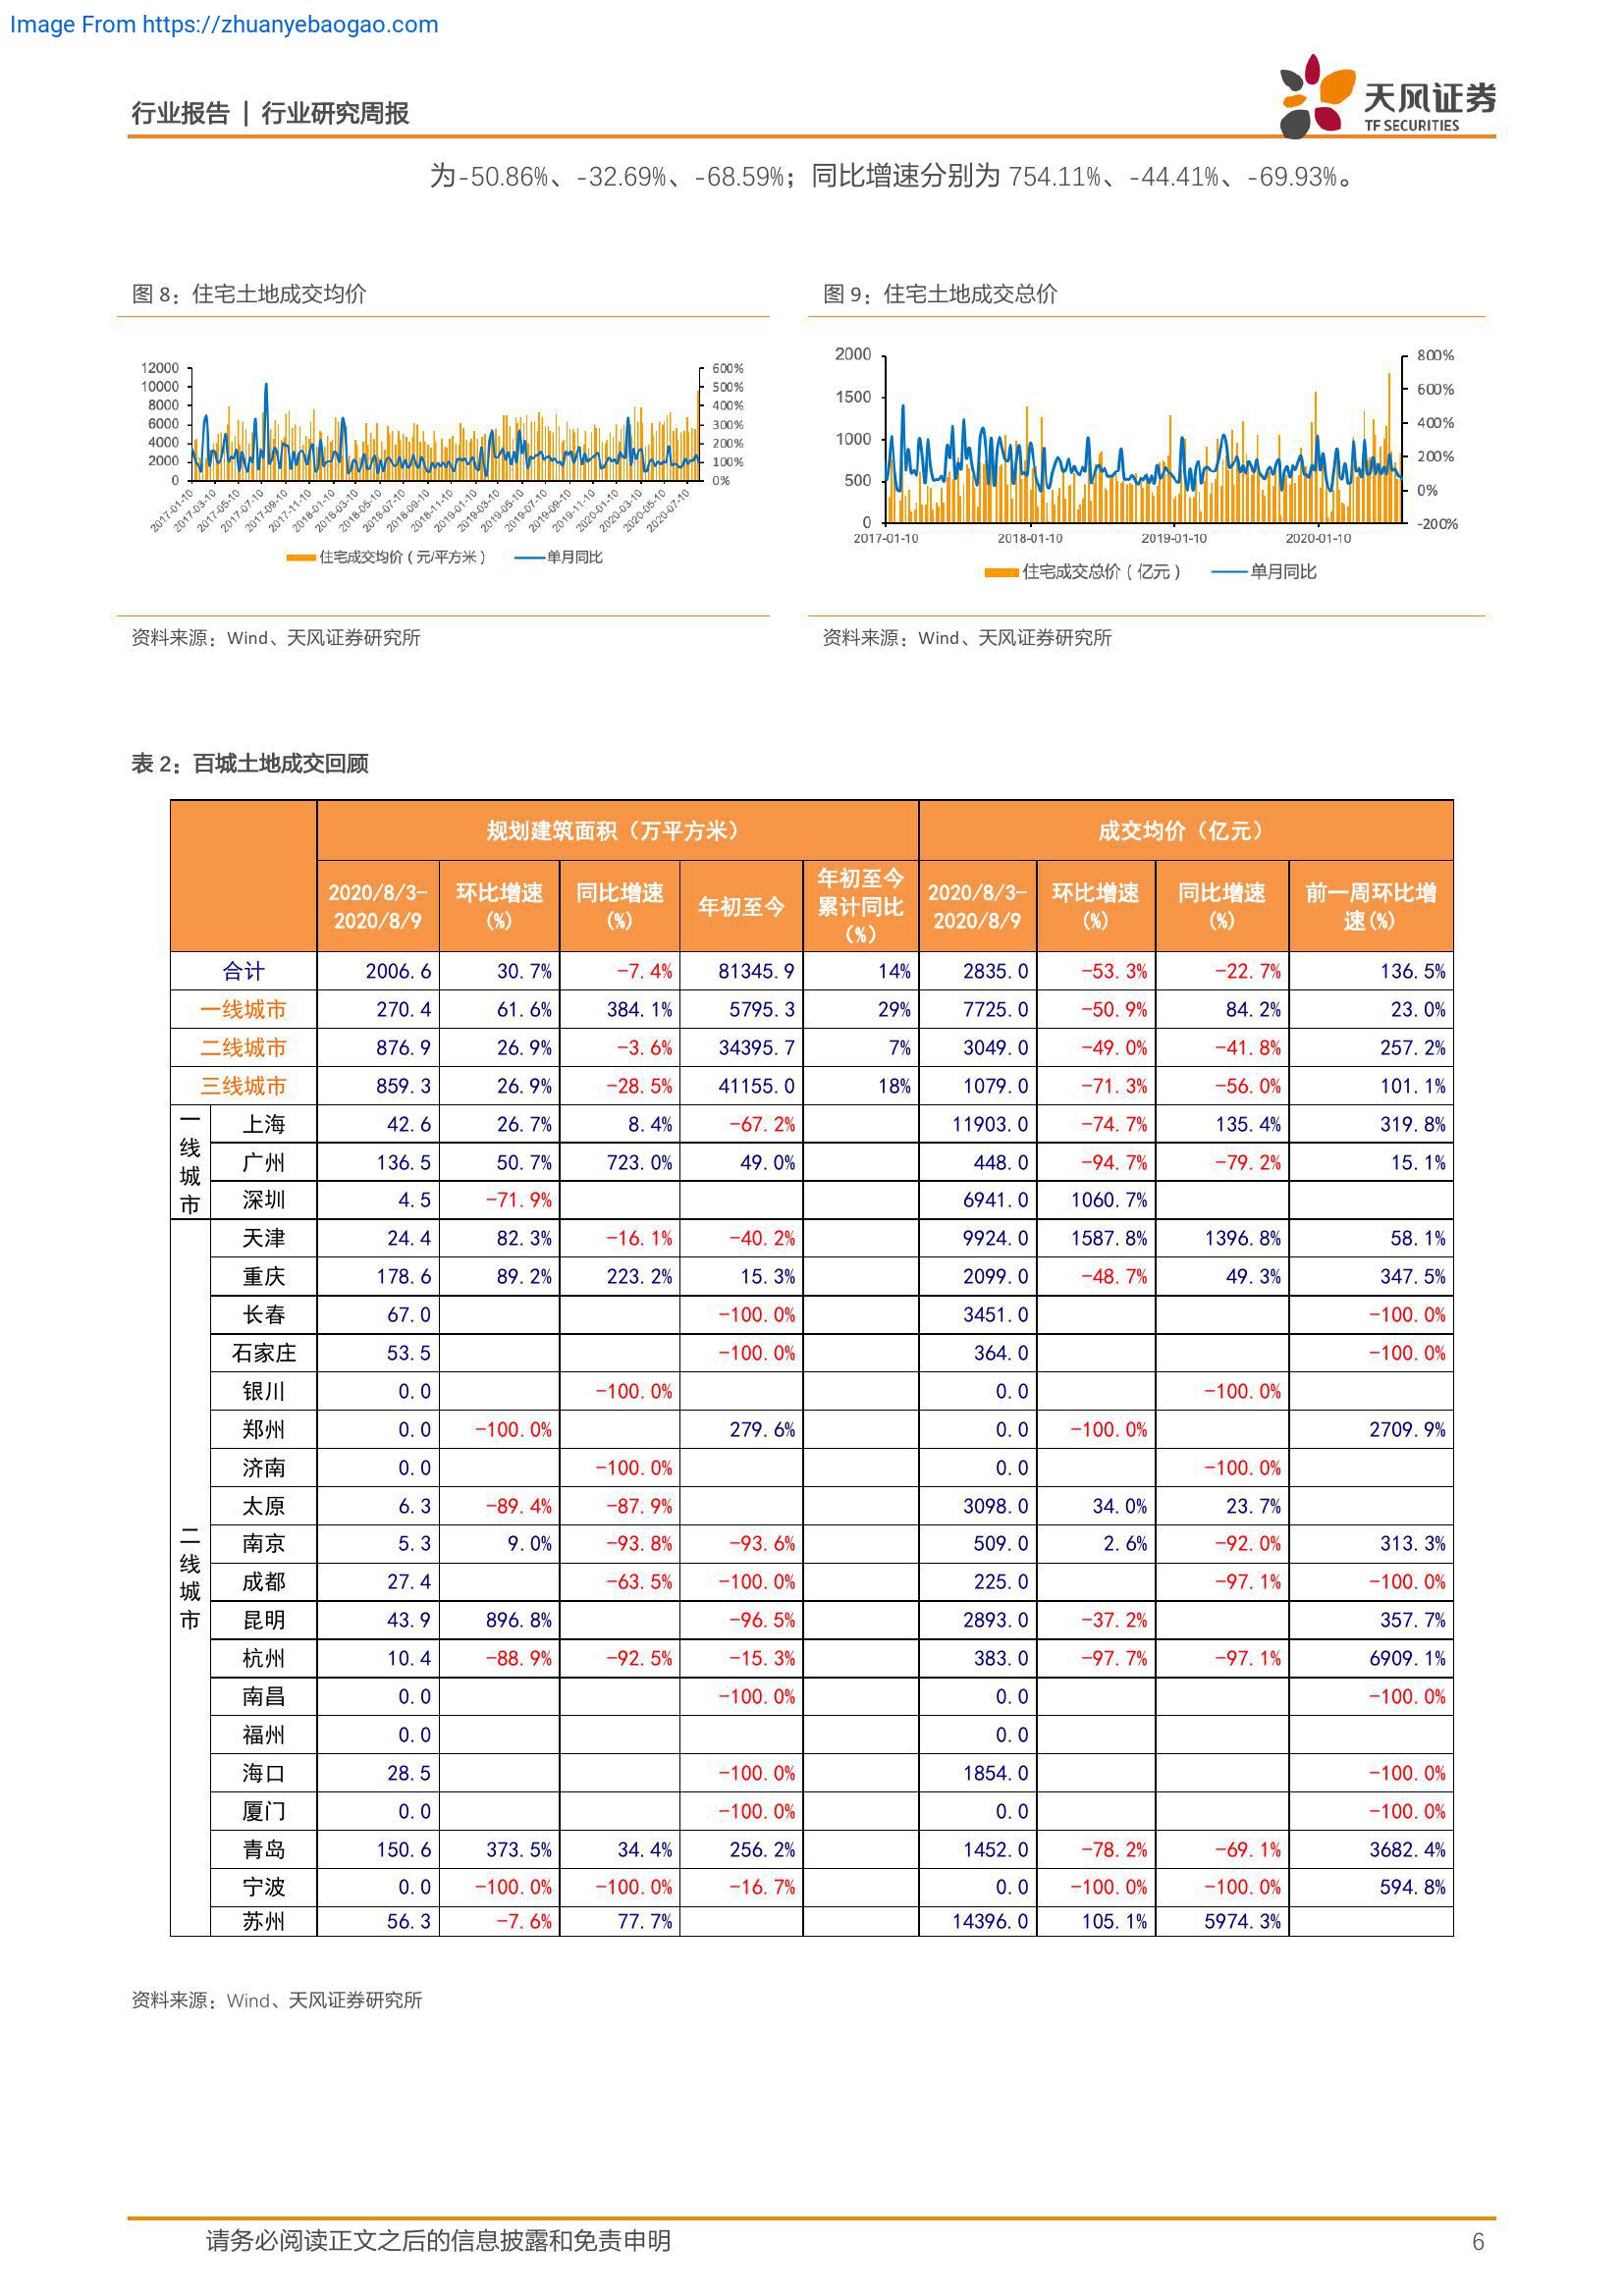 Image From https://zhuanyebaogao.com
行业报告 | 行业研究周报
天风证券
TF SECURITIES
为-50.86%、-32.69%、-68.59%；同比增速分别为 754.11%、-44.41%、-69.93%。
图 8：住宅土地成交均价
12000
10000
8000
6000
4000
2000
0
600%
500%
400%
300%
200%
100%
0%
2017-01-10
2017-03-10
2017-05-10
2017-07-10
2017-09-10
2017-11-10
2018-01-10
2018-03-10
2018-05-10
2018-07-10
2018-09-10
2018-11-10
2019-01-10
2019-03-10
2019-05-10
2019-07-10
2019-09-10
2019-11-10
2020-01-10
2020-03-10
2020-05-10
2020-07-10
住宅成交均价（元/平方米） 单月同比
资料来源：Wind、天风证券研究所
图 9：住宅土地成交总价
2000
1500
1000
500
0
800%
600%
400%
200%
0%
-200%
2017-01-10 2018-01-10 2019-01-10 2020-01-10
住宅成交总价（亿元） 单月同比
资料来源：Wind、天风证券研究所
表 2：百城土地成交回顾
规划建筑面积（万平方米） 成交均价（亿元）
2020/8/3-2020/8/9 环比增速(%) 同比增速(%) 年初至今 年初至今累计同比(%) 2020/8/3-2020/8/9 环比增速(%) 同比增速(%) 前一周环比增速(%)
合计 2006.6 30.7% -7.4% 81345.9 14% 2835.0 -53.3% -22.7% 136.5%
一线城市 270.4 61.6% 384.1% 5795.3 29% 7725.0 -50.9% 84.2% 23.0%
二线城市 876.9 26.9% -3.6% 34395.7 7% 3049.0 -49.0% -41.8% 257.2%
三线城市 859.3 26.9% -28.5% 41155.0 18% 1079.0 -71.3% -56.0% 101.1%
一线城市
上海 42.6 26.7% 8.4% -67.2% 11903.0 -74.7% 135.4% 319.8%
广州 136.5 50.7% 723.0% 49.0% 448.0 -94.7% -79.2% 15.1%
深圳 4.5 -71.9% 6941.0 1060.7%
二线城市
天津 24.4 82.3% -16.1% -40.2% 9924.0 1587.8% 1396.8% 58.1%
重庆 178.6 89.2% 223.2% 15.3% 2099.0 -48.7% 49.3% 347.5%
长春 67.0 -100.0% 3451.0 -100.0%
石家庄 53.5 -100.0% 364.0 -100.0%
银川 0.0 -100.0% 0.0 -100.0%
郑州 0.0 -100.0% 279.6% 0.0 -100.0% 2709.9%
济南 0.0 -100.0% 0.0 -100.0%
太原 6.3 -89.4% -87.9% 3098.0 34.0% 23.7%
南京 5.3 9.0% -93.8% -93.6% 509.0 2.6% -92.0% 313.3%
成都 27.4 -63.5% -100.0% 225.0 -97.1% -100.0%
昆明 43.9 896.8% -96.5% 2893.0 -37.2% 357.7%
杭州 10.4 -88.9% -92.5% -15.3% 383.0 -97.7% -97.1% 6909.1%
南昌 0.0 -100.0% 0.0 -100.0%
福州 0.0 0.0
海口 28.5 -100.0% 1854.0 -100.0%
厦门 0.0 -100.0% 0.0 -100.0%
青岛 150.6 373.5% 34.4% 256.2% 1452.0 -78.2% -69.1% 3682.4%
宁波 0.0 -100.0% -100.0% -16.7% 0.0 -100.0% -100.0% 594.8%
苏州 56.3 -7.6% 77.7% 14396.0 105.1% 5974.3%
资料来源：Wind、天风证券研究所
请务必阅读正文之后的信息披露和免责申明 6